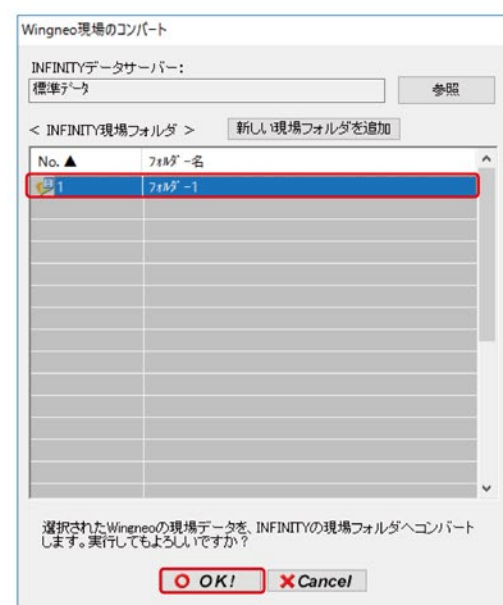 Wingneo現場のコンバート
INFINITYデータサーバー:
標準ﾃﾞｰﾀ
参照
< INFINITY現場フォルダ >
新しい現場フォルダを追加
No. ▲ ﾌｫﾙﾀﾞｰ名
1 ﾌｫﾙﾀﾞｰ1
選択されたWingneoの現場データを、INFINITYの現場フォルダへコンバート
します。実行してもよろしいですか？
OK!
Cancel